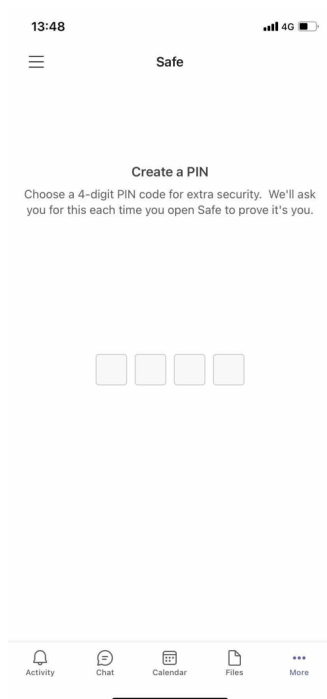 13:48
4G
Safe
Create a PIN
Choose a 4-digit PIN code for extra security.  We'll ask
you for this each time you open Safe to prove it's you.
Activity
Chat
Calendar
Files
More